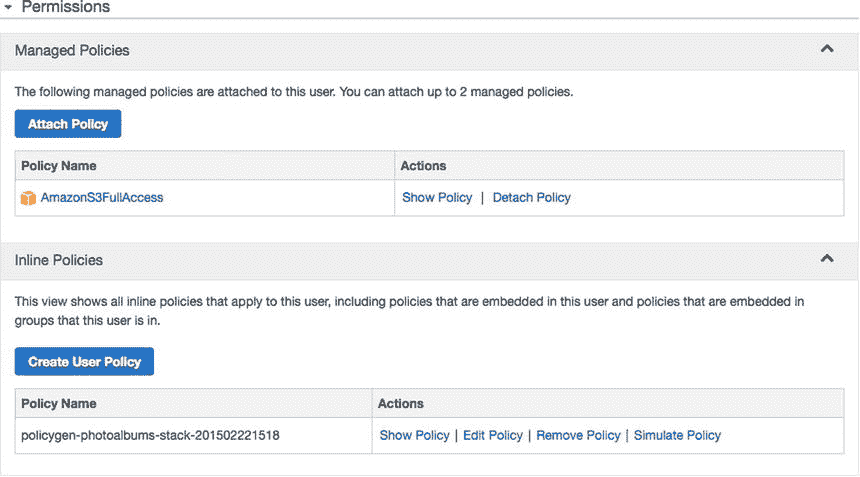 Permissions
Managed Policies
The following managed policies are attached to this user. You can attach up to 2 managed policies.
Attach Policy
Policy Name Actions
AmazonS3FullAccess Show Policy | Detach Policy
Inline Policies
This view shows all inline policies that apply to this user, including policies that are embedded in this user and policies that are embedded in
groups that this user is in.
Create User Policy
Policy Name Actions
policygen-photoalbums-stack-201502221518 Show Policy | Edit Policy | Remove Policy | Simulate Policy